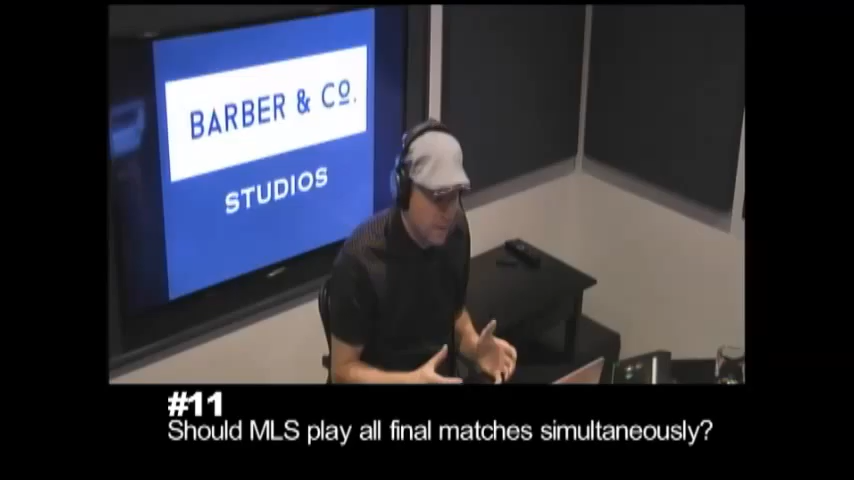 BARBER & CO.
STUDIOS
#11
Should MLS play all final matches simultaneously?